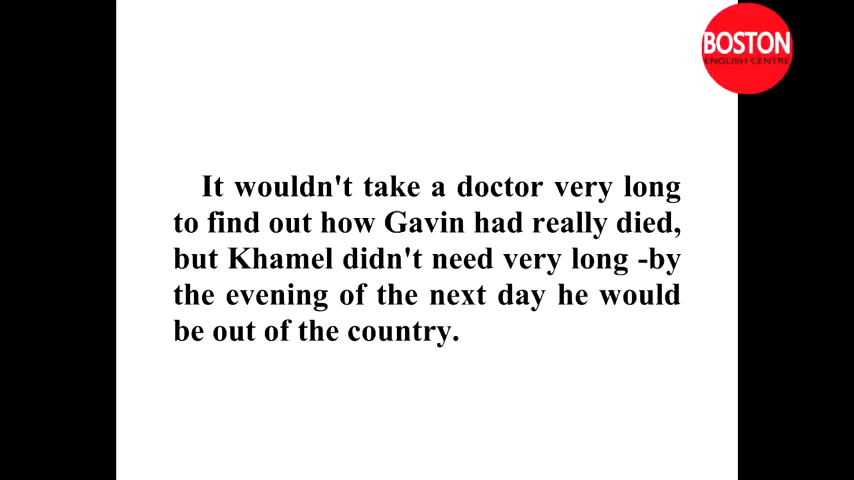 BOSTON
ENGLISH CENTRE
It wouldn't take a doctor very long
to find out how Gavin had really died,
but Khamel didn't need very long -by
the evening of the next day he would
be out of the country.